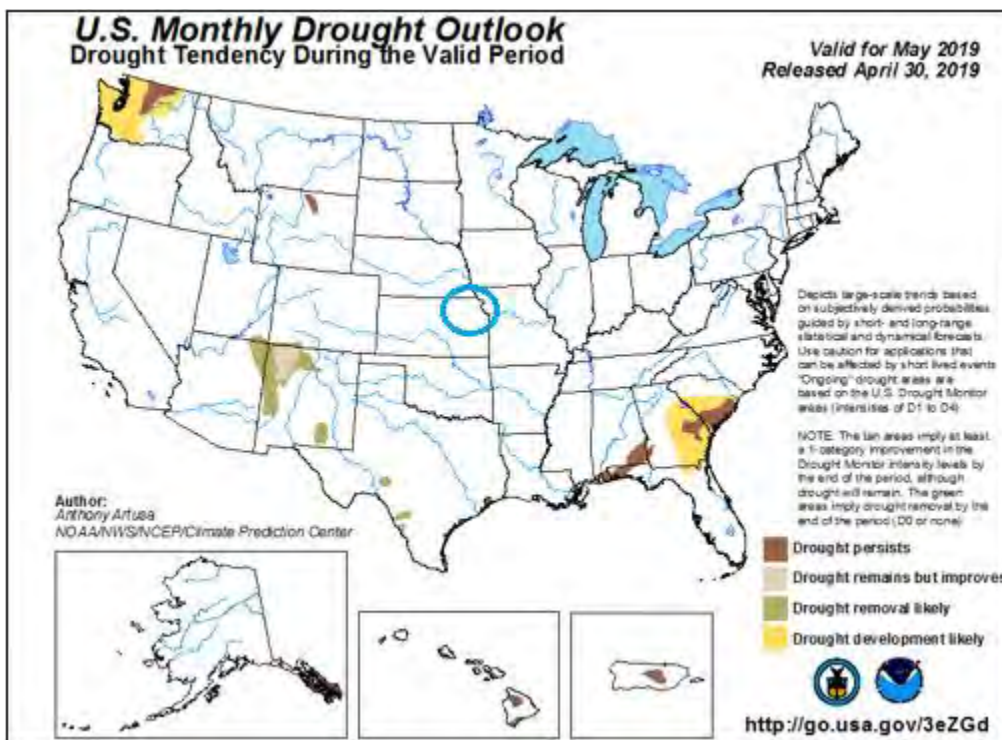 U.S. Monthly Drought Outlook
Drought Tendency During the Valid Period
Valid for May 2019
Released April 30, 2019
Depicts large-scale trends based
on subjectively derived probabilities
guided by short- and long-range
statistical and dynamical forecasts.
Use caution for applications that
can be affected by short lived events.
"Ongoing" drought areas are
based on the U.S. Drought Monitor
areas (intensities of D1 to D4)
NOTE: The tan areas imply at least
a 1-category improvement in the
Drought Monitor intensity levels by
the end of the period, although
drought will remain. The green
areas imply drought removal by the
end of the period (D0 or none)
Author:
Anthony Artusa
NOAA/NWS/NCEP/Climate Prediction Center
Drought persists
Drought remains but improves
Drought removal likely
Drought development likely
http://go.usa.gov/3eZGd